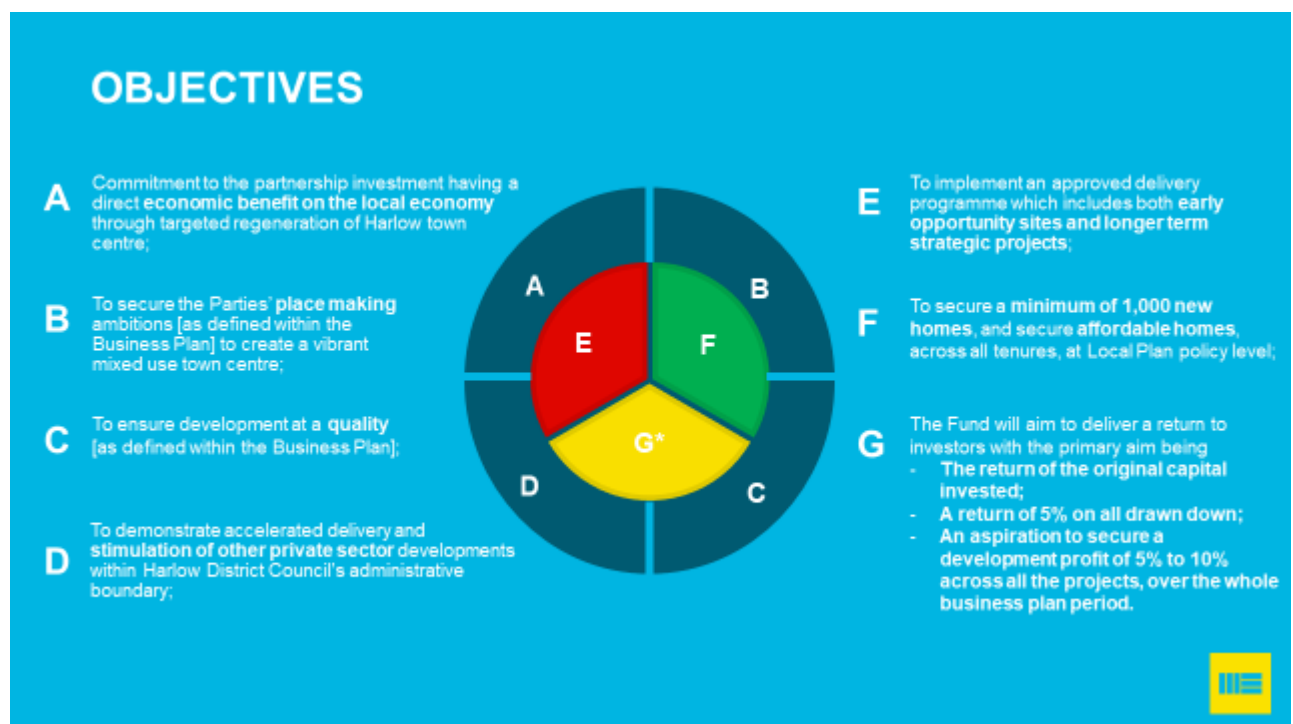 OBJECTIVES
A
Commitment to the partnership investment having a
direct economic benefit on the local economy
through targeted regeneration of Harlow town
centre;
B
To secure the Parties' place making
ambitions [as defined within the
Business Plan] to create a vibrant
mixed use town centre;
C
To ensure development at a quality
[as defined within the Business Plan];
D
To demonstrate accelerated delivery and
stimulation of other private sector developments
within Harlow District Council's administrative
boundary;
A
B
E
F
G*
D
C
E
To implement an approved delivery
programme which includes both early
opportunity sites and longer term
strategic projects;
F
To secure a minimum of 1,000 new
homes, and secure affordable homes,
across all tenures, at Local Plan policy level;
G
The Fund will aim to deliver a return to
investors with the primary aim being
- The return of the original capital
invested;
- A return of 5% on all drawn down;
- An aspiration to secure a
development profit of 5% to 10%
across all the projects, over the whole
business plan period.